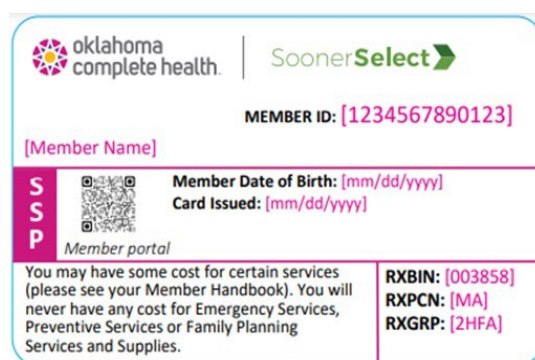 oklahoma
complete health
SoonerSelect
MEMBER ID: [1234567890123]
[Member Name]
SSP
Member Date of Birth: [mm/dd/yyyy]
Card Issued: [mm/dd/yyyy]
Member portal
You may have some cost for certain services
(please see your Member Handbook). You will
never have any cost for Emergency Services,
Preventive Services or Family Planning
Services and Supplies.
RXBIN: [003858]
RXPCN: [MA]
RXGRP: [2HFA]